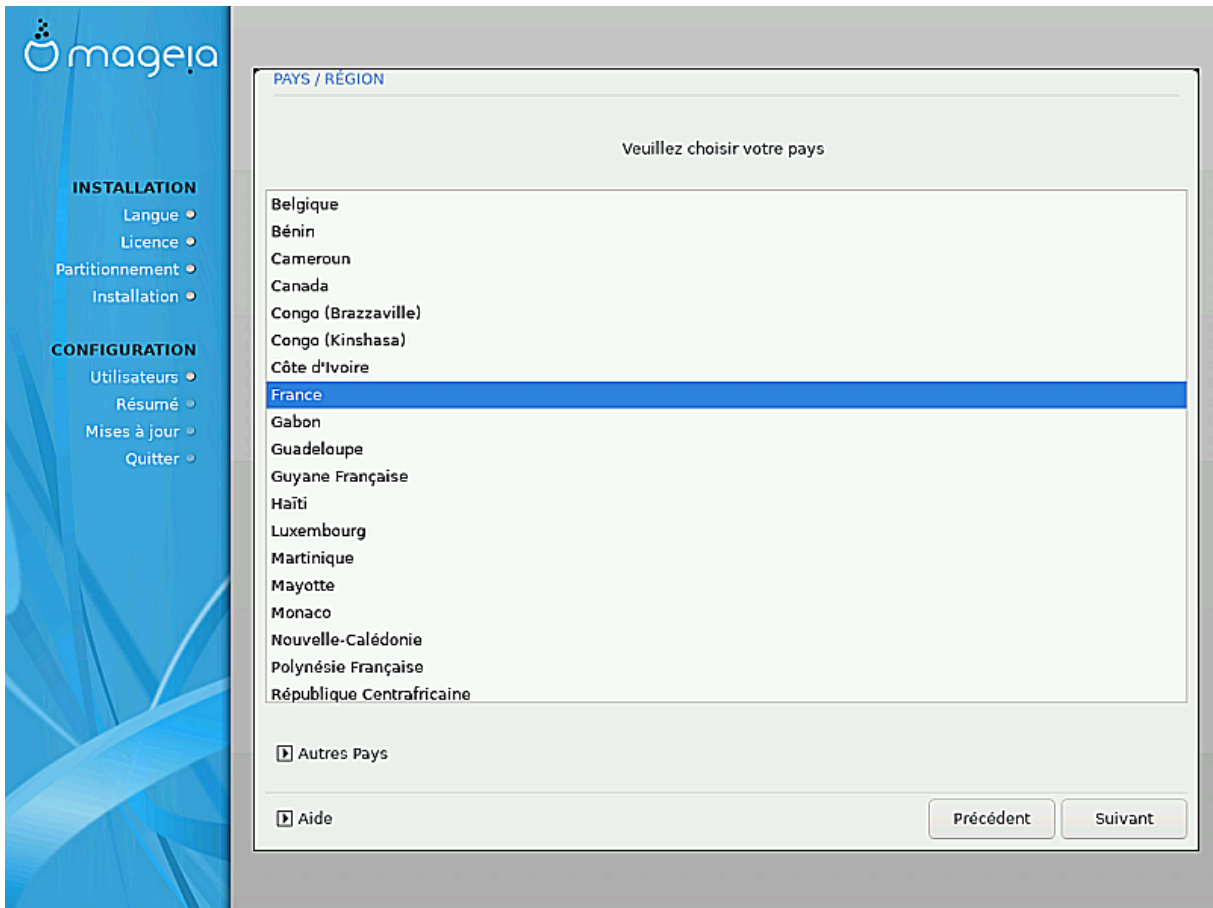 mageia
INSTALLATION
Langue
Licence
Partitionnement
Installation
CONFIGURATION
Utilisateurs
Résumé
Mises à jour
Quitter
PAYS / RÉGION
Veuillez choisir votre pays
Belgique
Bénin
Cameroun
Canada
Congo (Brazzaville)
Congo (Kinshasa)
Côte d'Ivoire
France
Gabon
Guadeloupe
Guyane Française
Haïti
Luxembourg
Martinique
Mayotte
Monaco
Nouvelle-Calédonie
Polynésie Française
République Centrafricaine
Autres Pays
Aide
Précédent
Suivant